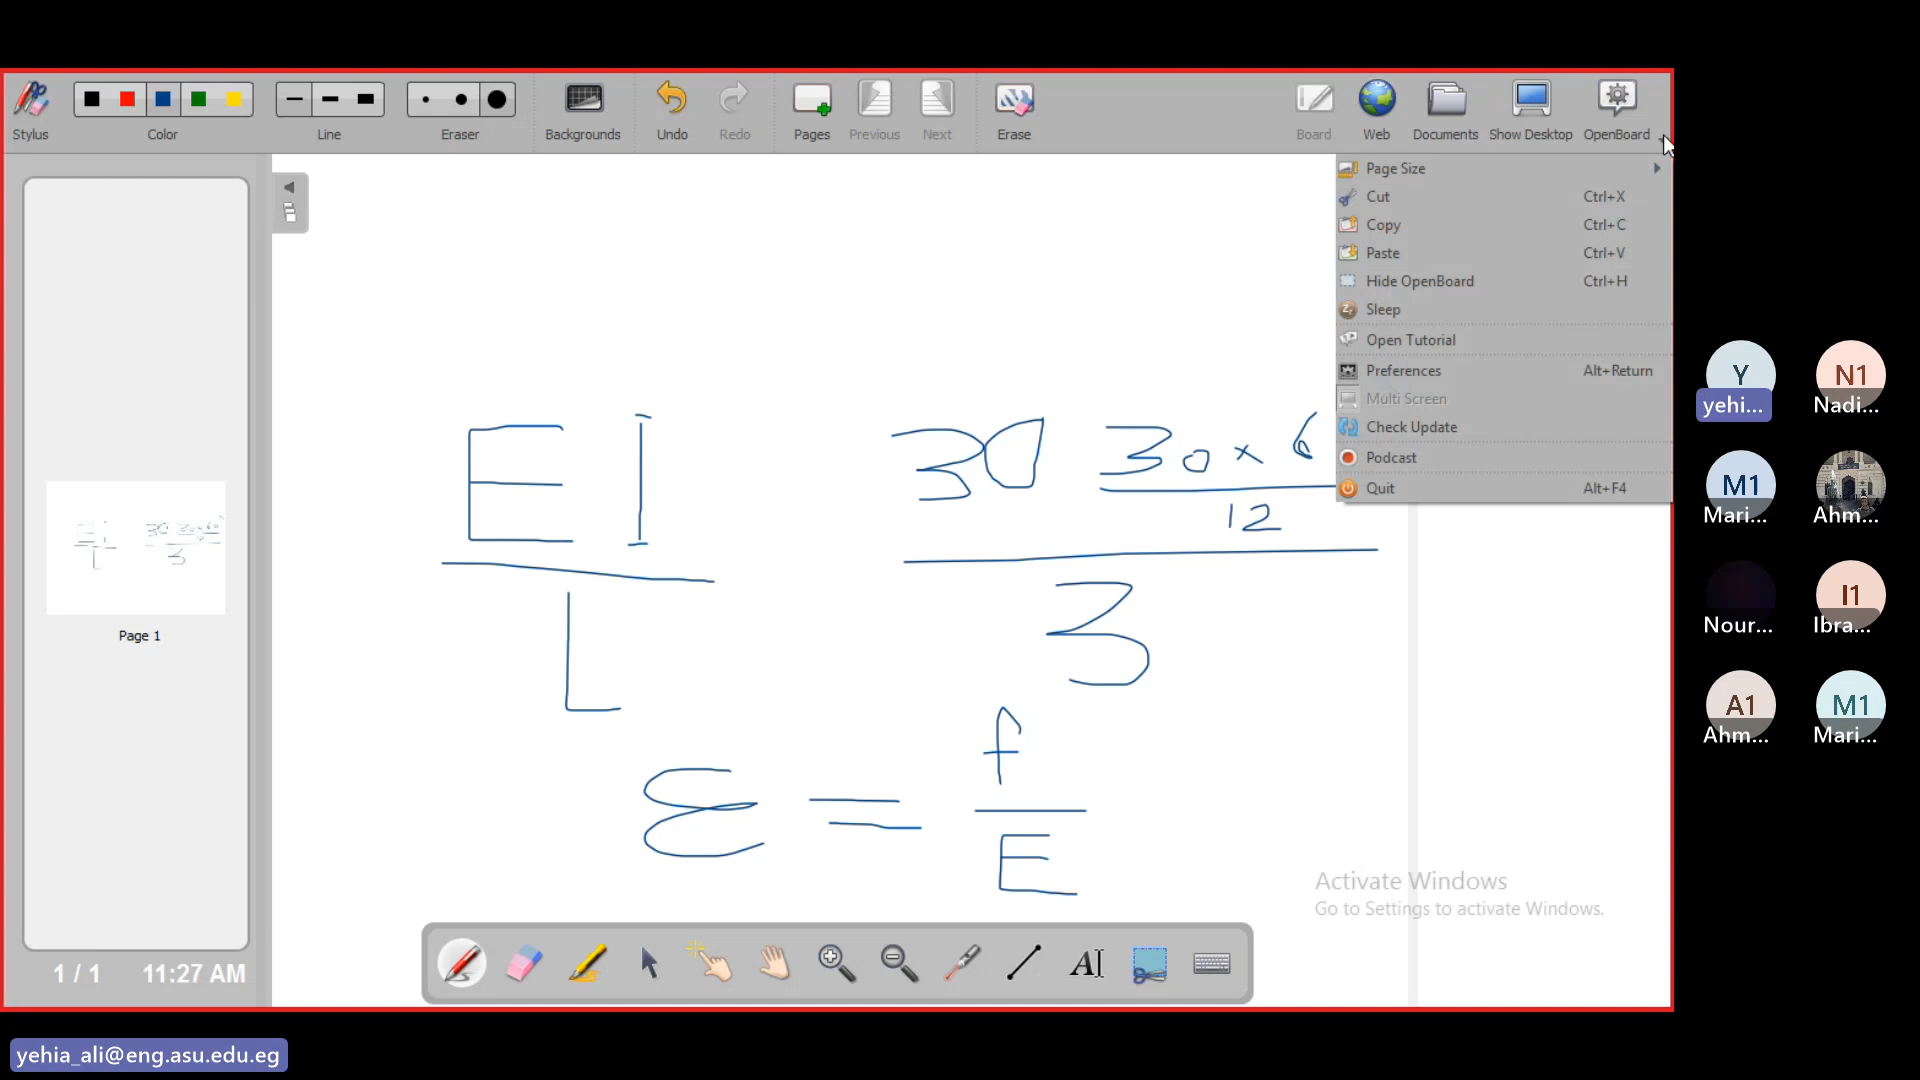 Stylus Color Line Eraser Backgrounds Undo Redo Pages Previous Next Erase Board Web Documents Show Desktop OpenBoard
Page Size
Cut Ctrl+X
Copy Ctrl+C
Paste Ctrl+V
Hide OpenBoard Ctrl+H
Sleep
Open Tutorial
Preferences Alt+Return
Multi Screen
Check Update
Podcast
Quit Alt+F4
E I 30 30 x 6
12
L 3
Page 1
ε = f
E
Activate Windows
Go to Settings to activate Windows.
1 / 1 11:27 AM
AI
Y N1
yehi... Nadi...
M1
Mari... Ahm...
I1
Nour... Ibra...
A1 M1
Ahm... Mari...
yehia_ali@eng.asu.edu.eg